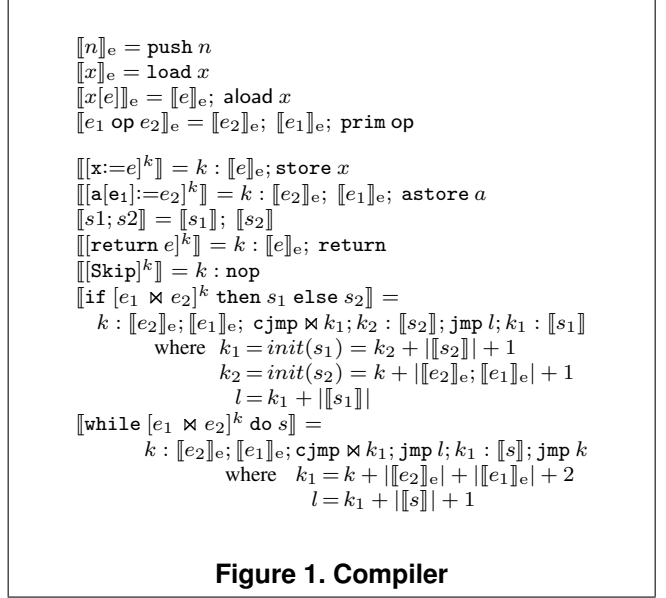 ⟦n⟧e = push n
⟦x⟧e = load x
⟦x[e]⟧e = ⟦e⟧e; aload x
⟦e1 op e2⟧e = ⟦e2⟧e; ⟦e1⟧e; prim op
⟦[x:=e]^k⟧ = k : ⟦e⟧e; store x
⟦[a[e1]:=e2]^k⟧ = k : ⟦e2⟧e; ⟦e1⟧e; astore a
⟦s1; s2⟧ = ⟦s1⟧; ⟦s2⟧
⟦[return e]^k⟧ = k : ⟦e⟧e; return
⟦[Skip]^k⟧ = k : nop
⟦if [e1 ⋈ e2]^k then s1 else s2⟧ =
k : ⟦e2⟧e; ⟦e1⟧e; cjmp ⋈ k1; k2 : ⟦s2⟧; jmp l; k1 : ⟦s1⟧
where k1 = init(s1) = k2 + |⟦s2⟧| + 1
k2 = init(s2) = k + |⟦e2⟧e; ⟦e1⟧e| + 1
l = k1 + |⟦s1⟧|
⟦while [e1 ⋈ e2]^k do s⟧ =
k : ⟦e2⟧e; ⟦e1⟧e; cjmp ⋈ k1; jmp l; k1 : ⟦s⟧; jmp k
where k1 = k + |⟦e2⟧e| + |⟦e1⟧e| + 2
l = k1 + |⟦s⟧| + 1
Figure 1. Compiler